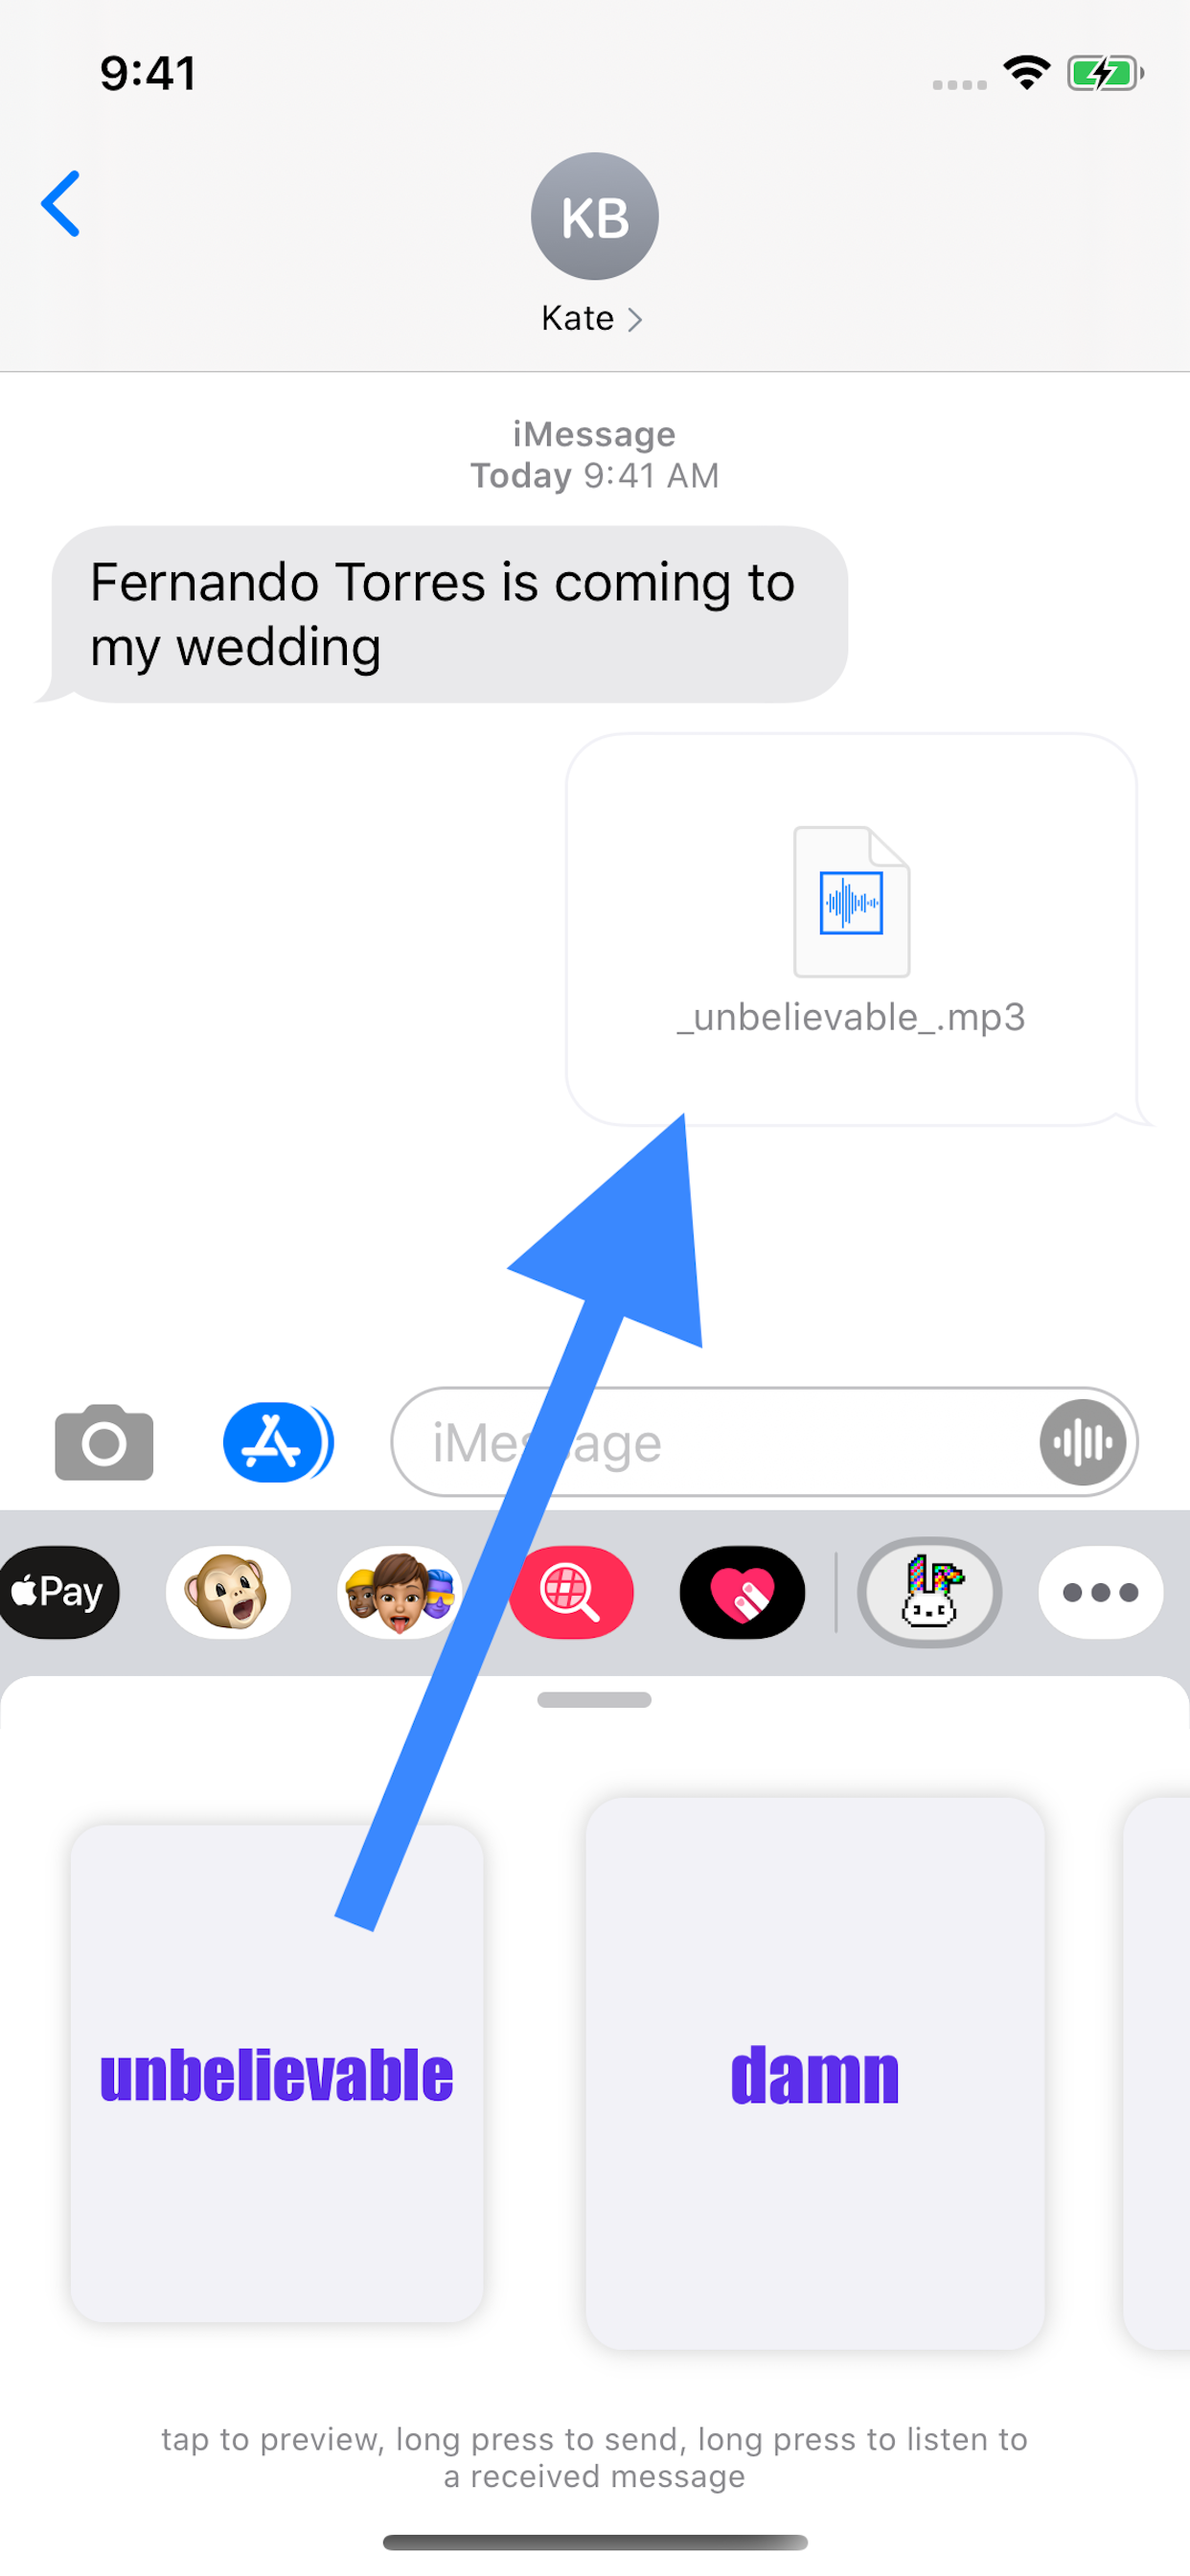 9:41
KB
Kate
iMessage
Today 9:41 AM
Fernando Torres is coming to
my wedding
_unbelievable_.mp3
iMessage
Pay
unbelievable
damn
tap to preview, long press to send, long press to listen to
a received message